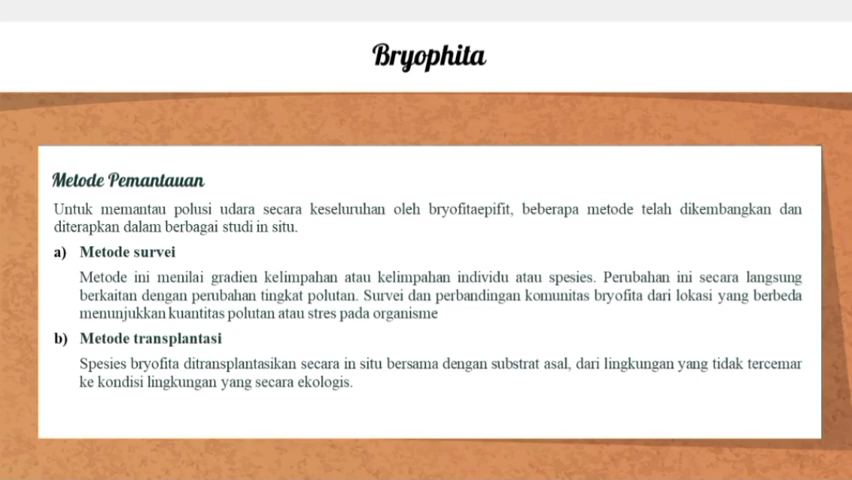 Bryophita
Metode Pemantauan
Untuk memantau polusi udara secara keseluruhan oleh bryofitaepifit, beberapa metode telah dikembangkan dan
diterapkan dalam berbagai studi in situ.
a) Metode survei
Metode ini menilai gradien kelimpahan atau kelimpahan individu atau spesies. Perubahan ini secara langsung
berkaitan dengan perubahan tingkat polutan. Survei dan perbandingan komunitas bryofita dari lokasi yang berbeda
menunjukkan kuantitas polutan atau stres pada organisme
b) Metode transplantasi
Spesies bryofita ditransplantasikan secara in situ bersama dengan substrat asal, dari lingkungan yang tidak tercemar
ke kondisi lingkungan yang secara ekologis.